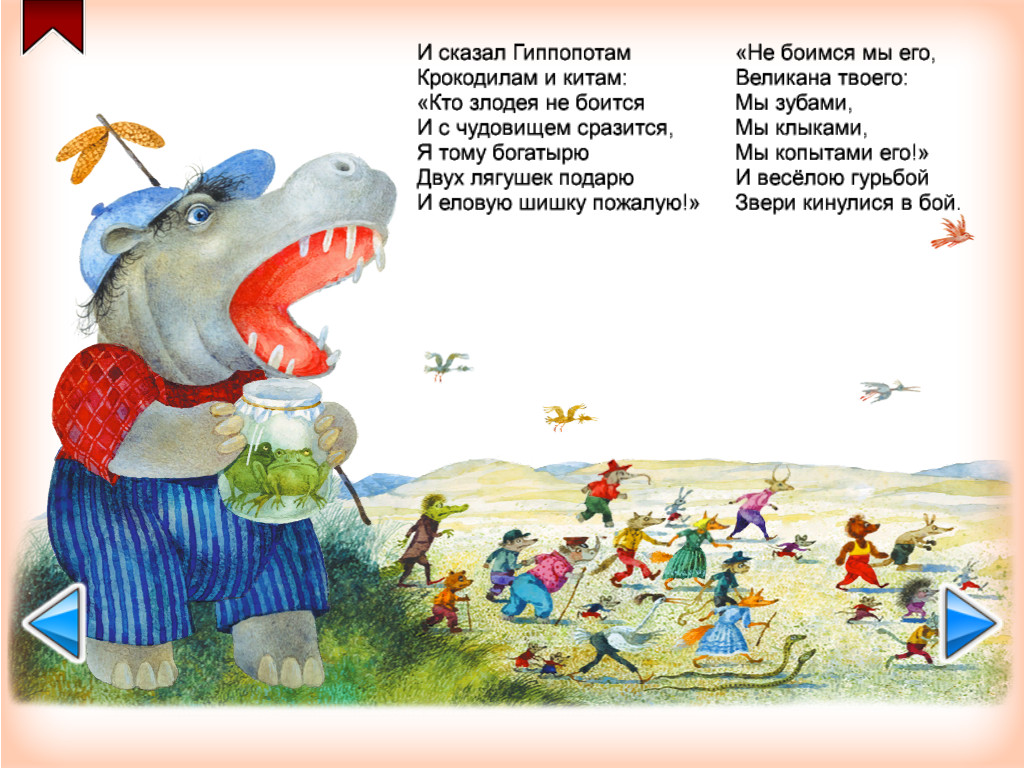 И сказал Гиппопотам
Крокодилам и китам:
«Кто злодея не боится
И с чудовищем сразится,
Я тому богатырю
Двух лягушек подарю
И еловую шишку пожалую!»
«Не боимся мы его,
Великана твоего:
Мы зубами,
Мы клыками,
Мы копытами его!»
И весёлою гурьбой
Звери кинулися в бой.